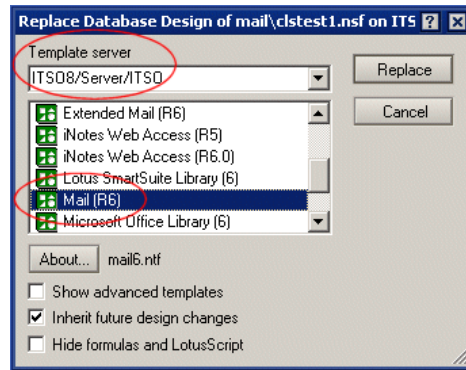 Replace Database Design of mail\clstest1.nsf on ITS
Template server
ITSO8/Server/ITSO
Replace
Extended Mail (R6)
Cancel
iNotes Web Access (R5)
iNotes Web Access (R6.0)
Lotus SmartSuite Library (6)
Mail (R6)
Microsoft Office Library (6)
About... mail6.ntf
Show advanced templates
Inherit future design changes
Hide formulas and LotusScript